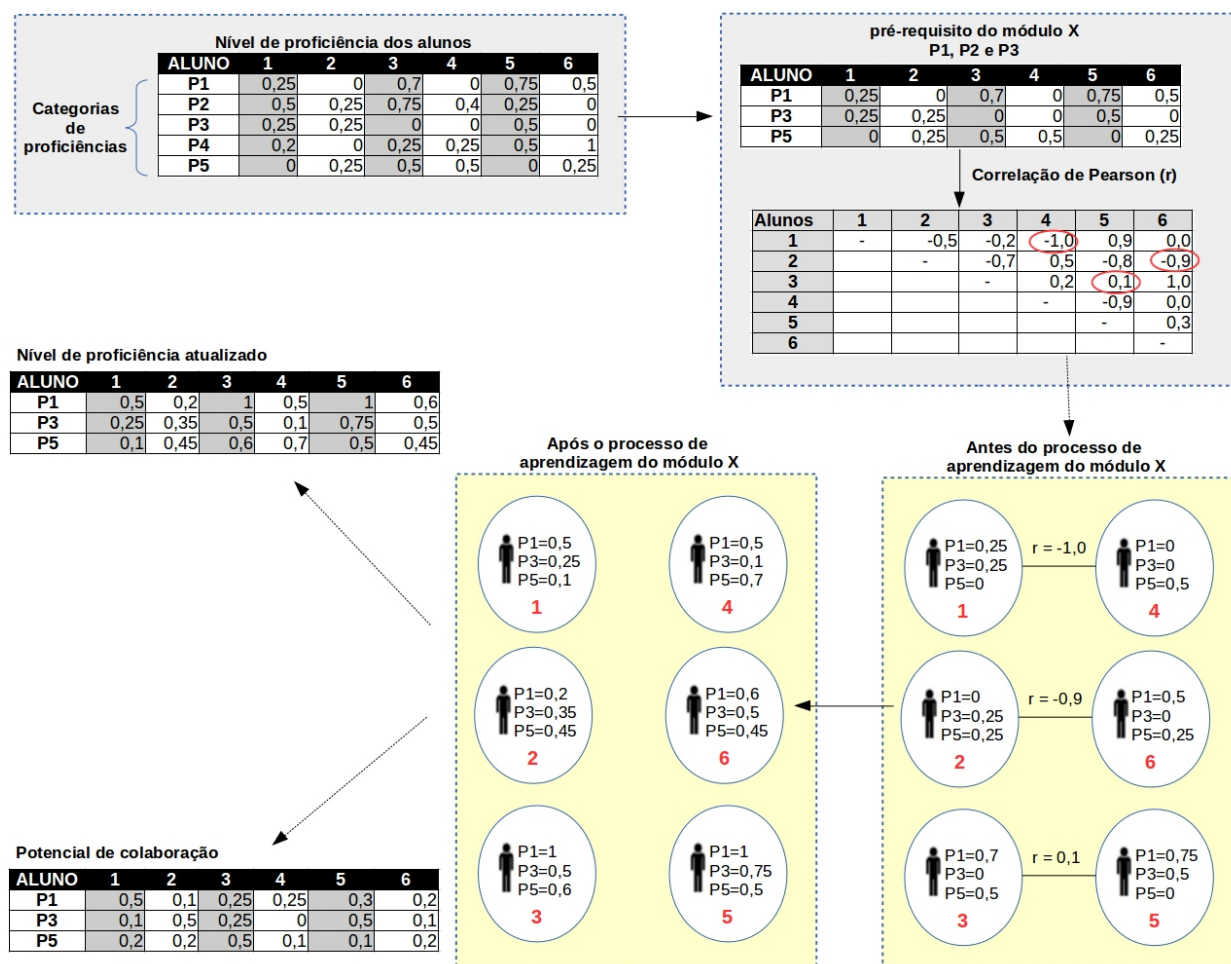 Nível de proficiência dos alunos
ALUNO 1 2 3 4 5 6
P1 0,25 0 0,7 0 0,75 0,5
P2 0,5 0,25 0,75 0,4 0,25 0
P3 0,25 0,25 0 0 0,5 0
P4 0,2 0 0,25 0,25 0,5 1
P5 0 0,25 0,5 0,5 0 0,25
Categorias
de
proficiências
pré-requisito do módulo X
P1, P2 e P3
ALUNO 1 2 3 4 5 6
P1 0,25 0 0,7 0 0,75 0,5
P3 0,25 0,25 0 0 0,5 0
P5 0 0,25 0,5 0,5 0 0,25
Correlação de Pearson (r)
Alunos 1 2 3 4 5 6
1 - -0,5 -0,2 -1,0 0,9 0,0
2 - -0,7 0,5 -0,8 -0,9
3 - 0,2 0,1 1,0
4 - -0,9 0,0
5 - 0,3
6 -
Nível de proficiência atualizado
ALUNO 1 2 3 4 5 6
P1 0,5 0,2 1 0,5 1 0,6
P3 0,25 0,35 0,5 0,1 0,75 0,5
P5 0,1 0,45 0,6 0,7 0,5 0,45
Após o processo de
aprendizagem do módulo X
P1=0,5
P3=0,25
P5=0,1
1
P1=0,5
P3=0,1
P5=0,7
4
P1=0,2
P3=0,35
P5=0,45
2
P1=0,6
P3=0,5
P5=0,45
6
P1=1
P3=0,5
P5=0,6
3
P1=1
P3=0,75
P5=0,5
5
Antes do processo de
aprendizagem do módulo X
P1=0,25
P3=0,25
P5=0
1
r = -1,0
P1=0
P3=0
P5=0,5
4
P1=0
P3=0,25
P5=0,25
2
r = -0,9
P1=0,5
P3=0
P5=0,25
6
P1=0,7
P3=0
P5=0,5
3
r = 0,1
P1=0,75
P3=0,5
P5=0
5
Potencial de colaboração
ALUNO 1 2 3 4 5 6
P1 0,5 0,1 0,25 0,25 0,3 0,2
P3 0,1 0,5 0,25 0 0,5 0,1
P5 0,2 0,2 0,5 0,1 0,1 0,2